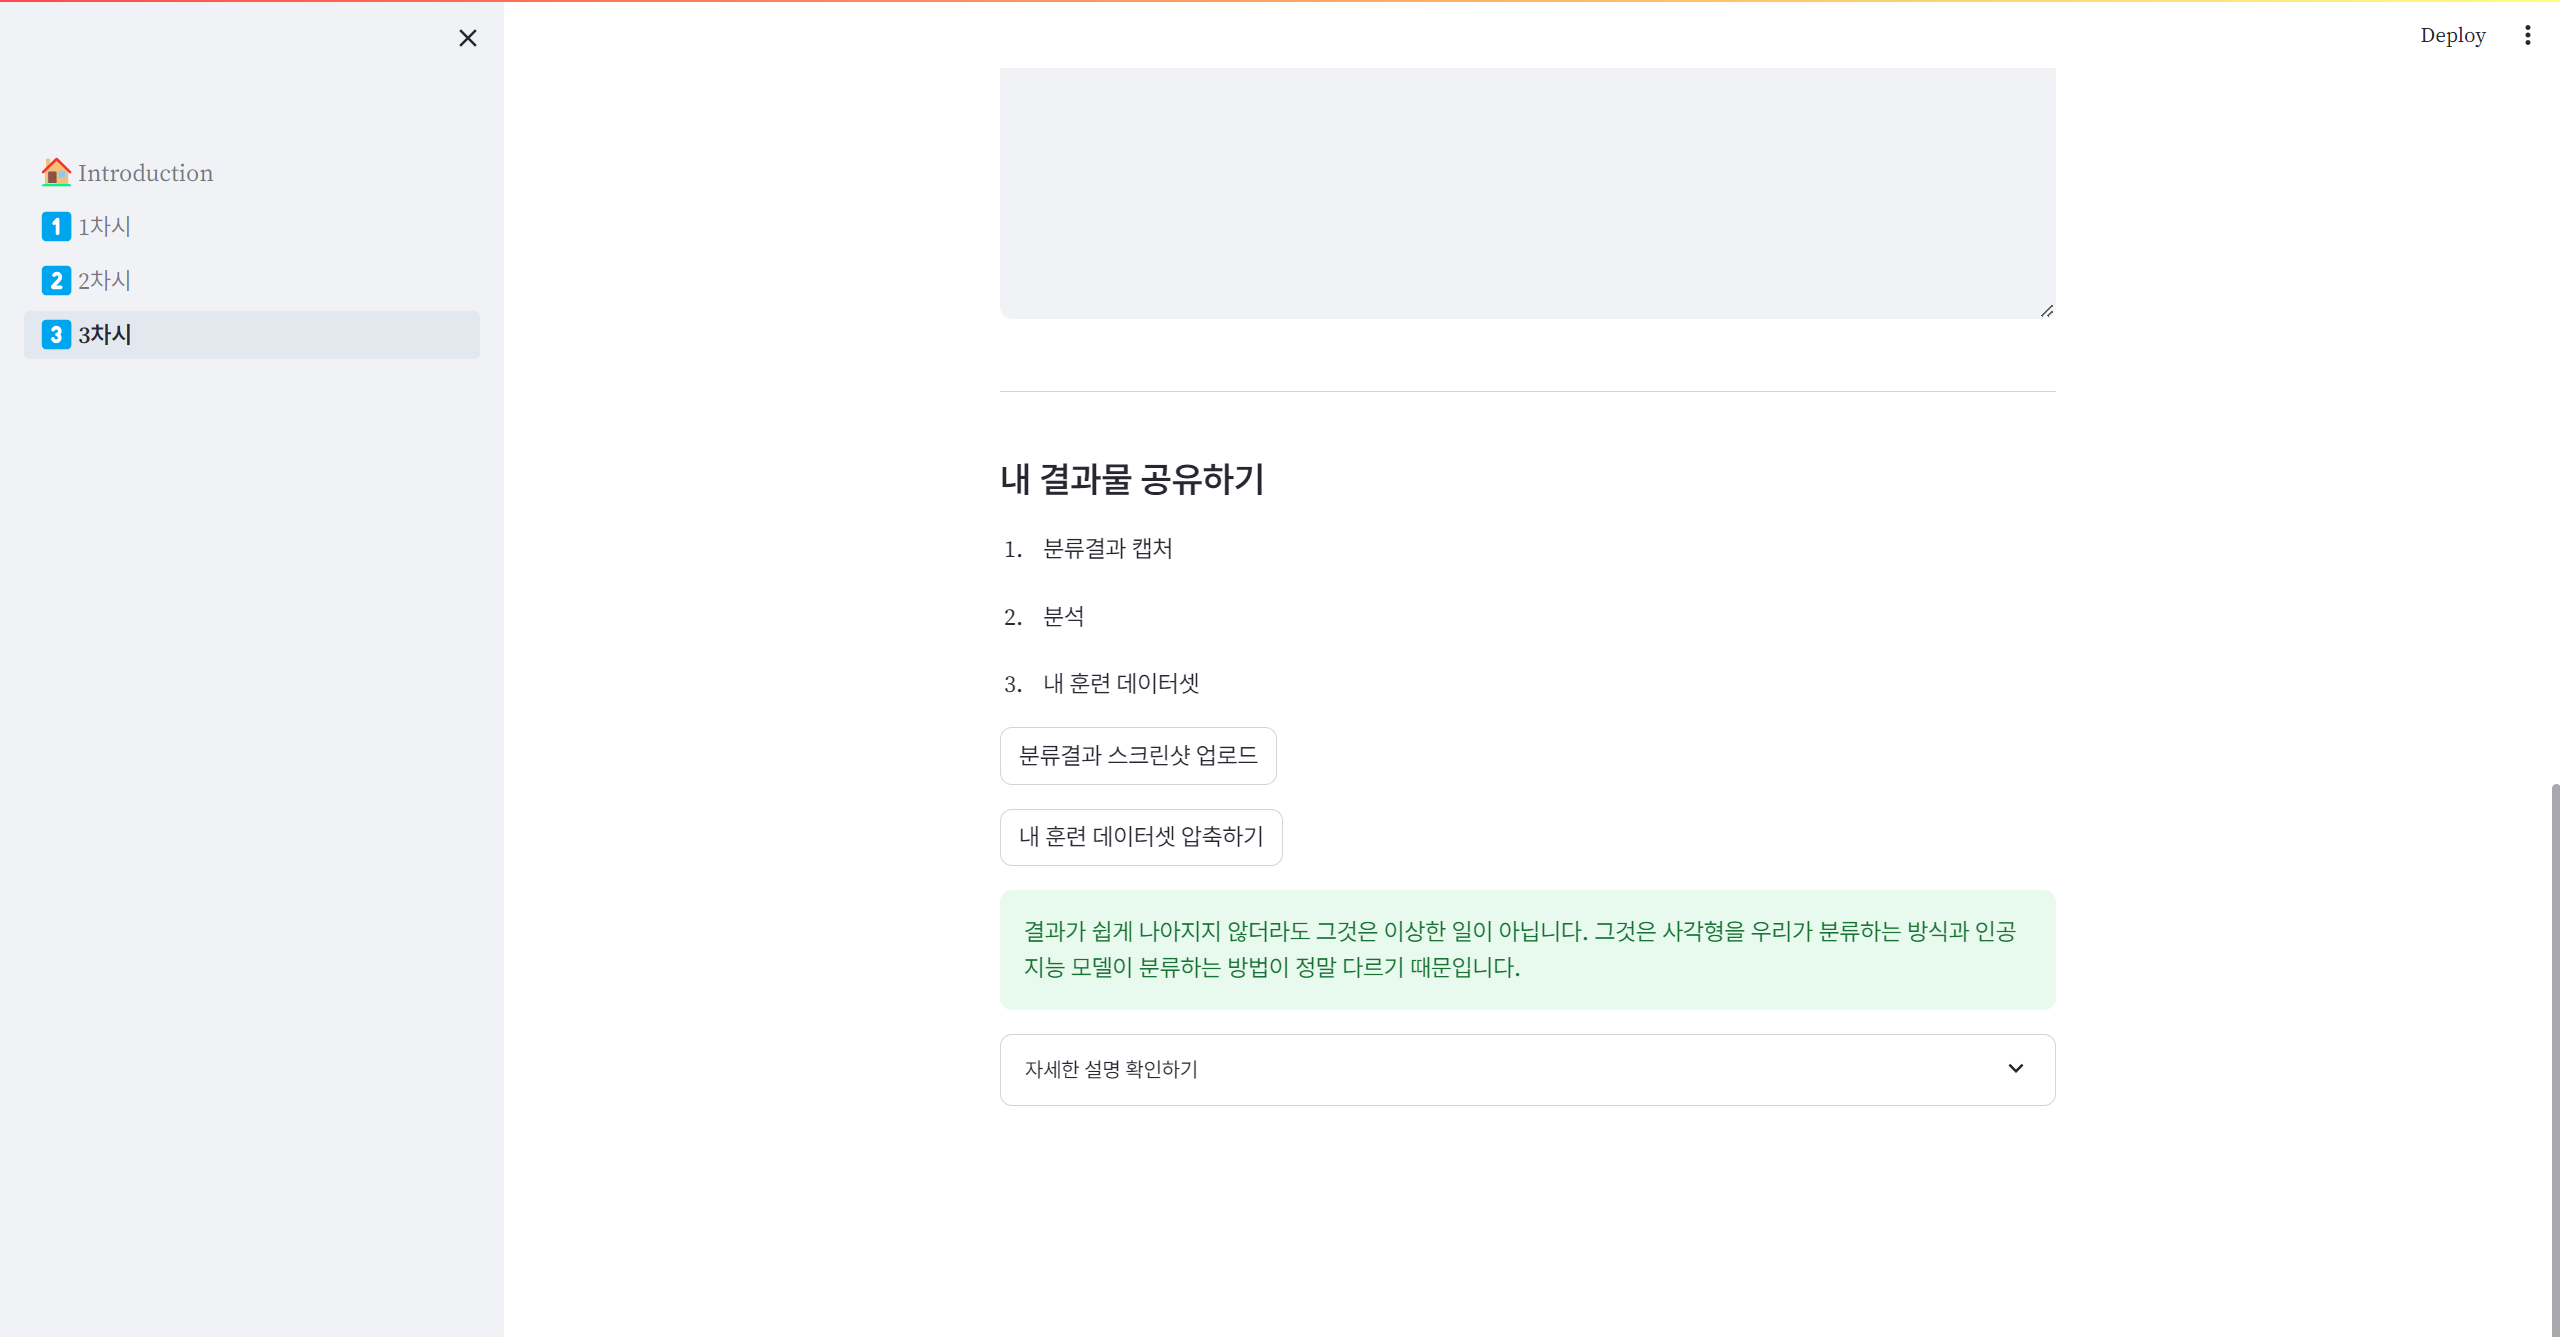 Deploy
Introduction
1 1차시
2 2차시
3 3차시
내 결과물 공유하기
1. 분류결과 캡처
2. 분석
3. 내 훈련 데이터셋
분류결과 스크린샷 업로드
내 훈련 데이터셋 압축하기
결과가 쉽게 나아지지 않더라도 그것은 이상한 일이 아닙니다. 그것은 사각형을 우리가 분류하는 방식과 인공
지능 모델이 분류하는 방법이 정말 다르기 때문입니다.
자세한 설명 확인하기